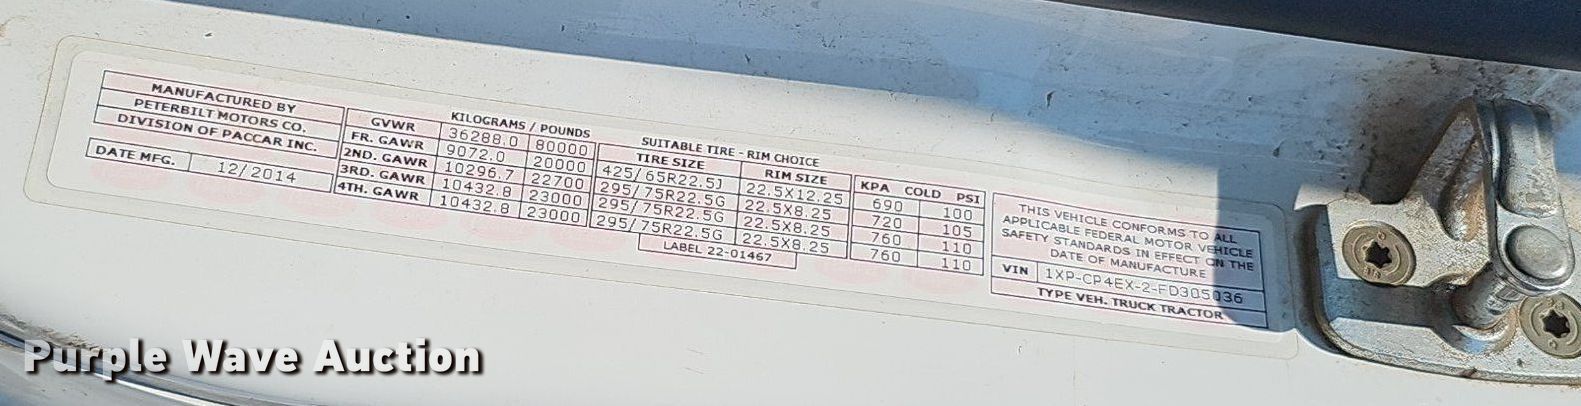 MANUFACTURED BY
PETERBILT MOTORS CO.
DIVISION OF PACCAR INC.
DATE MFG. 12/2014
KILOGRAMS / POUNDS
GVWR 36288.0 80000
FR. GAWR 9072.0 20000
2ND. GAWR 10296.7 22700
3RD. GAWR 10432.8 23000
4TH. GAWR 10432.8 23000
SUITABLE TIRE - RIM CHOICE
TIRE SIZE RIM SIZE KPA COLD PSI
425/65R22.5J 22.5X12.25 690 100
295/75R22.5G 22.5X8.25 720 105
295/75R22.5G 22.5X8.25 760 110
295/75R22.5G 22.5X8.25 760 110
LABEL 22-01467
THIS VEHICLE CONFORMS TO ALL
APPLICABLE FEDERAL MOTOR VEHICLE
SAFETY STANDARDS IN EFFECT ON THE
DATE OF MANUFACTURE
VIN 1XP-CP4EX-2-FD305036
TYPE VEH. TRUCK TRACTOR
Purple Wave Auction